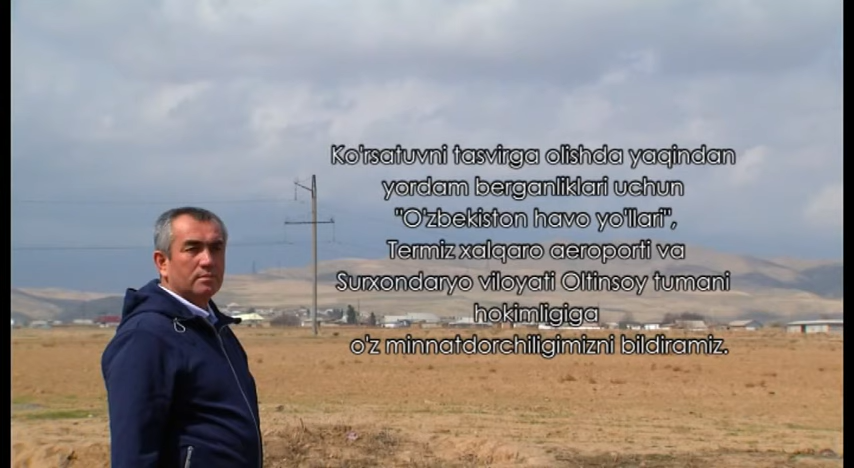 Ko'rsatuvni tasvirga olishda yaqindan
yordam berganliklari uchun
"O'zbekiston havo yo'llari",
Termiz xalqaro aeroporti va
Surxondaryo viloyati Oltinsoy tumani
hokimligiga
o'z minnatdorchiligimizni bildiramiz.